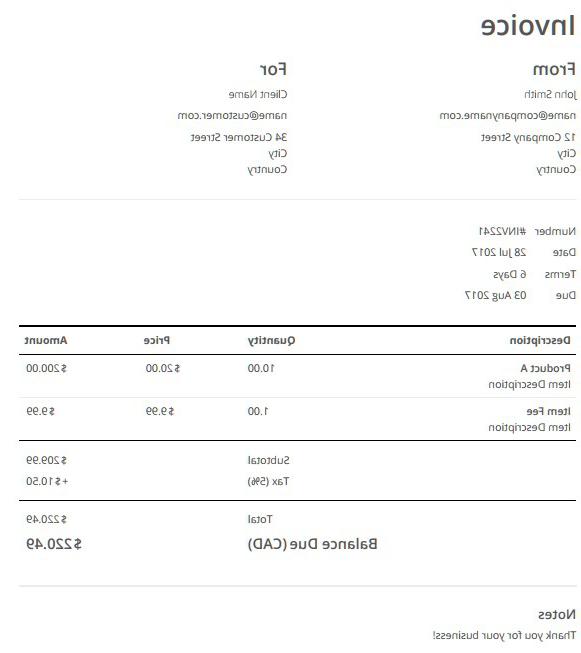 Invoice
From For
John Smith Client Name
name@companyname.com name@customer.com
12 Company Street 34 Customer Street
City City
Country Country
Number #INV2241
Date 28 Jul 2017
Terms 6 Days
Due 03 Aug 2017
Description Quantity Price Amount
Product A 10.00 $20.00 $200.00
Item Description
Item Fee 1.00 $9.99 $9.99
Item Description
Subtotal $209.99
Tax (5%) +$10.50
Total $220.49
Balance Due (CAD) $220.49
Notes
Thank you for your business!